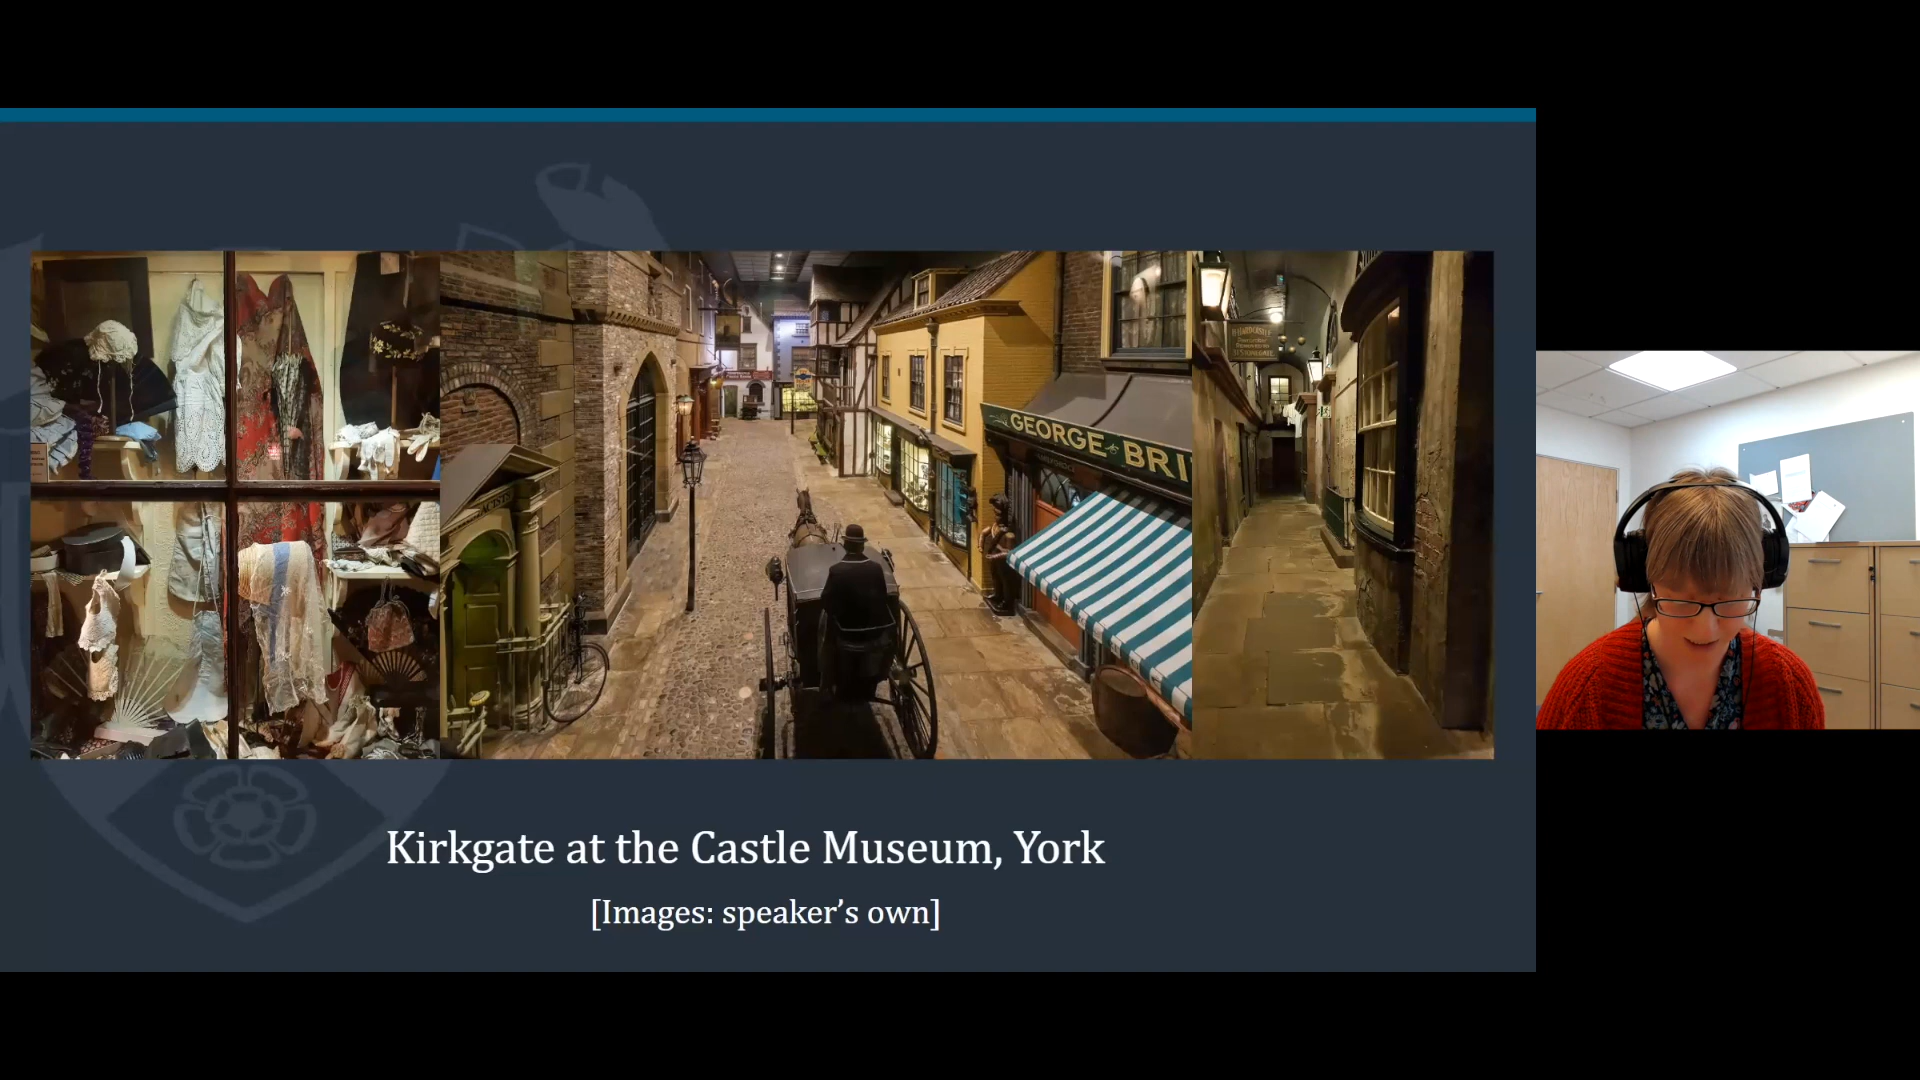 GEORGE BRI
Kirkgate at the Castle Museum, York
[Images: speaker’s own]